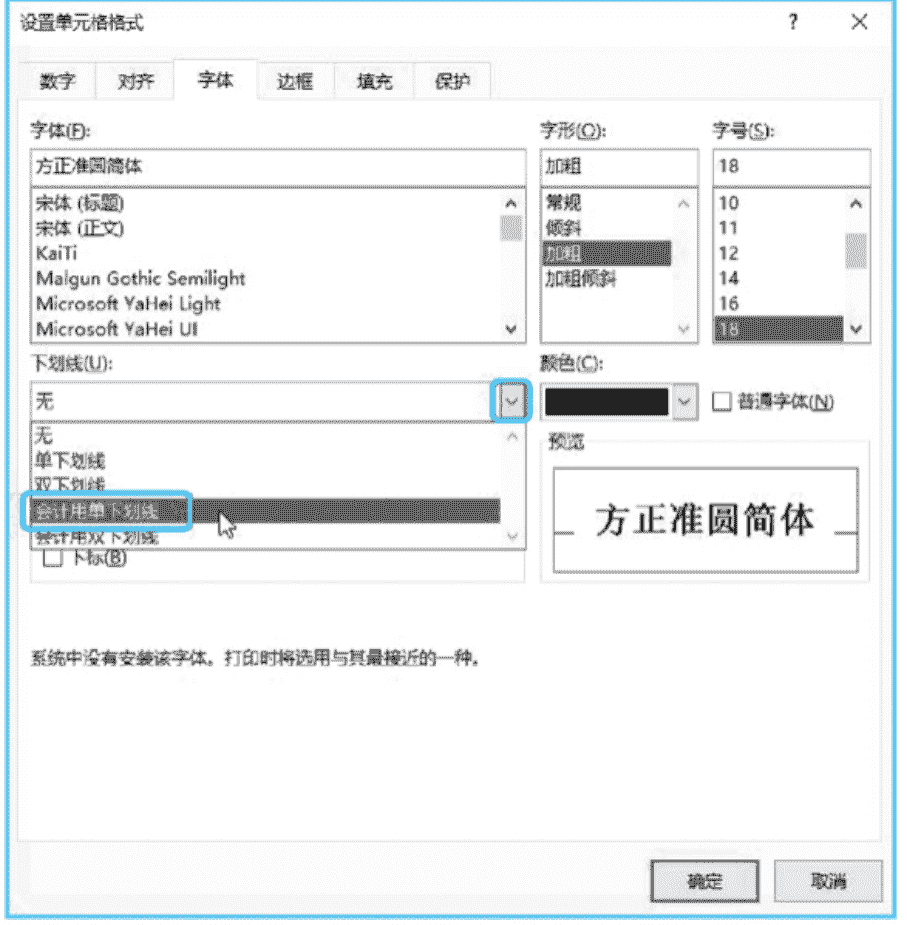 设置单元格格式 ? ×
数字 对齐 字体 边框 填充 保护
字体(F): 字形(O): 字号(S):
方正准圆简体 加粗 18
宋体 (标题) 常规 10
宋体 (正文) 倾斜 11
KaiTi 加粗 12
Malgun Gothic Semilight 加粗倾斜 14
Microsoft YaHei Light 16
Microsoft YaHei UI 18
下划线(U): 颜色(C):
无 普通字体(N)
无 预览
单下划线
双下划线
会计用单下划线 方正准圆简体
会计用双下划线
下标(B)
系统中没有安装该字体。打印时将选用与其最接近的一种。
确定 取消